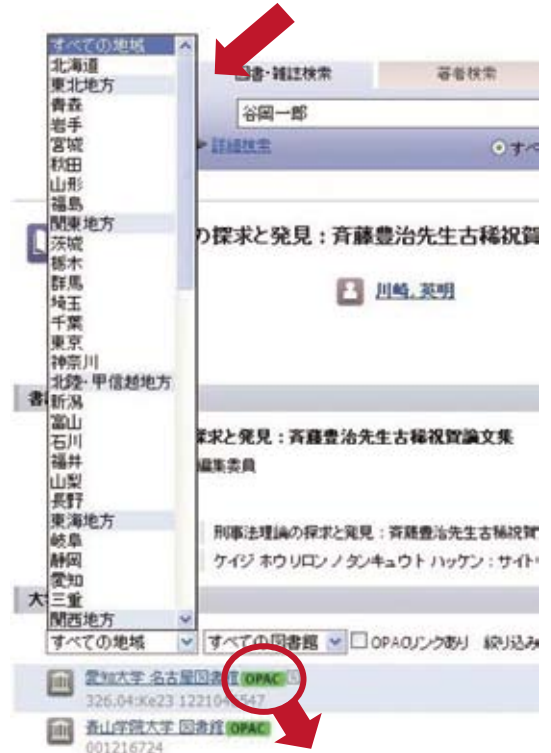 すべての地域
北海道
東北地方
青森
岩手
宮城
秋田
山形
福島
関東地方
茨城
栃木
群馬
埼玉
千葉
東京
神奈川
北陸・甲信越地方
新潟
富山
石川
福井
山梨
長野
東海地方
岐阜
静岡
愛知
三重
関西地方
図書・雑誌検索 著者検索
谷岡一郎
詳細検索 すべ
の探求と発見：斉藤豊治先生古稀祝賀
川崎, 英明
書
探求と発見：斉藤豊治先生古稀祝賀論文集
編集委員
刑事法理論の探求と発見：斉藤豊治先生古稀祝賀
ケイジ ホウリロン ノ タンキュウ ト ハッケン：サイトウ
大
すべての地域 すべての図書館 OPACリンクあり 絞り込み
愛知大学 名古屋図書館 OPAC
326.04:Ke23
青山学院大学 図書館 OPAC
001216724